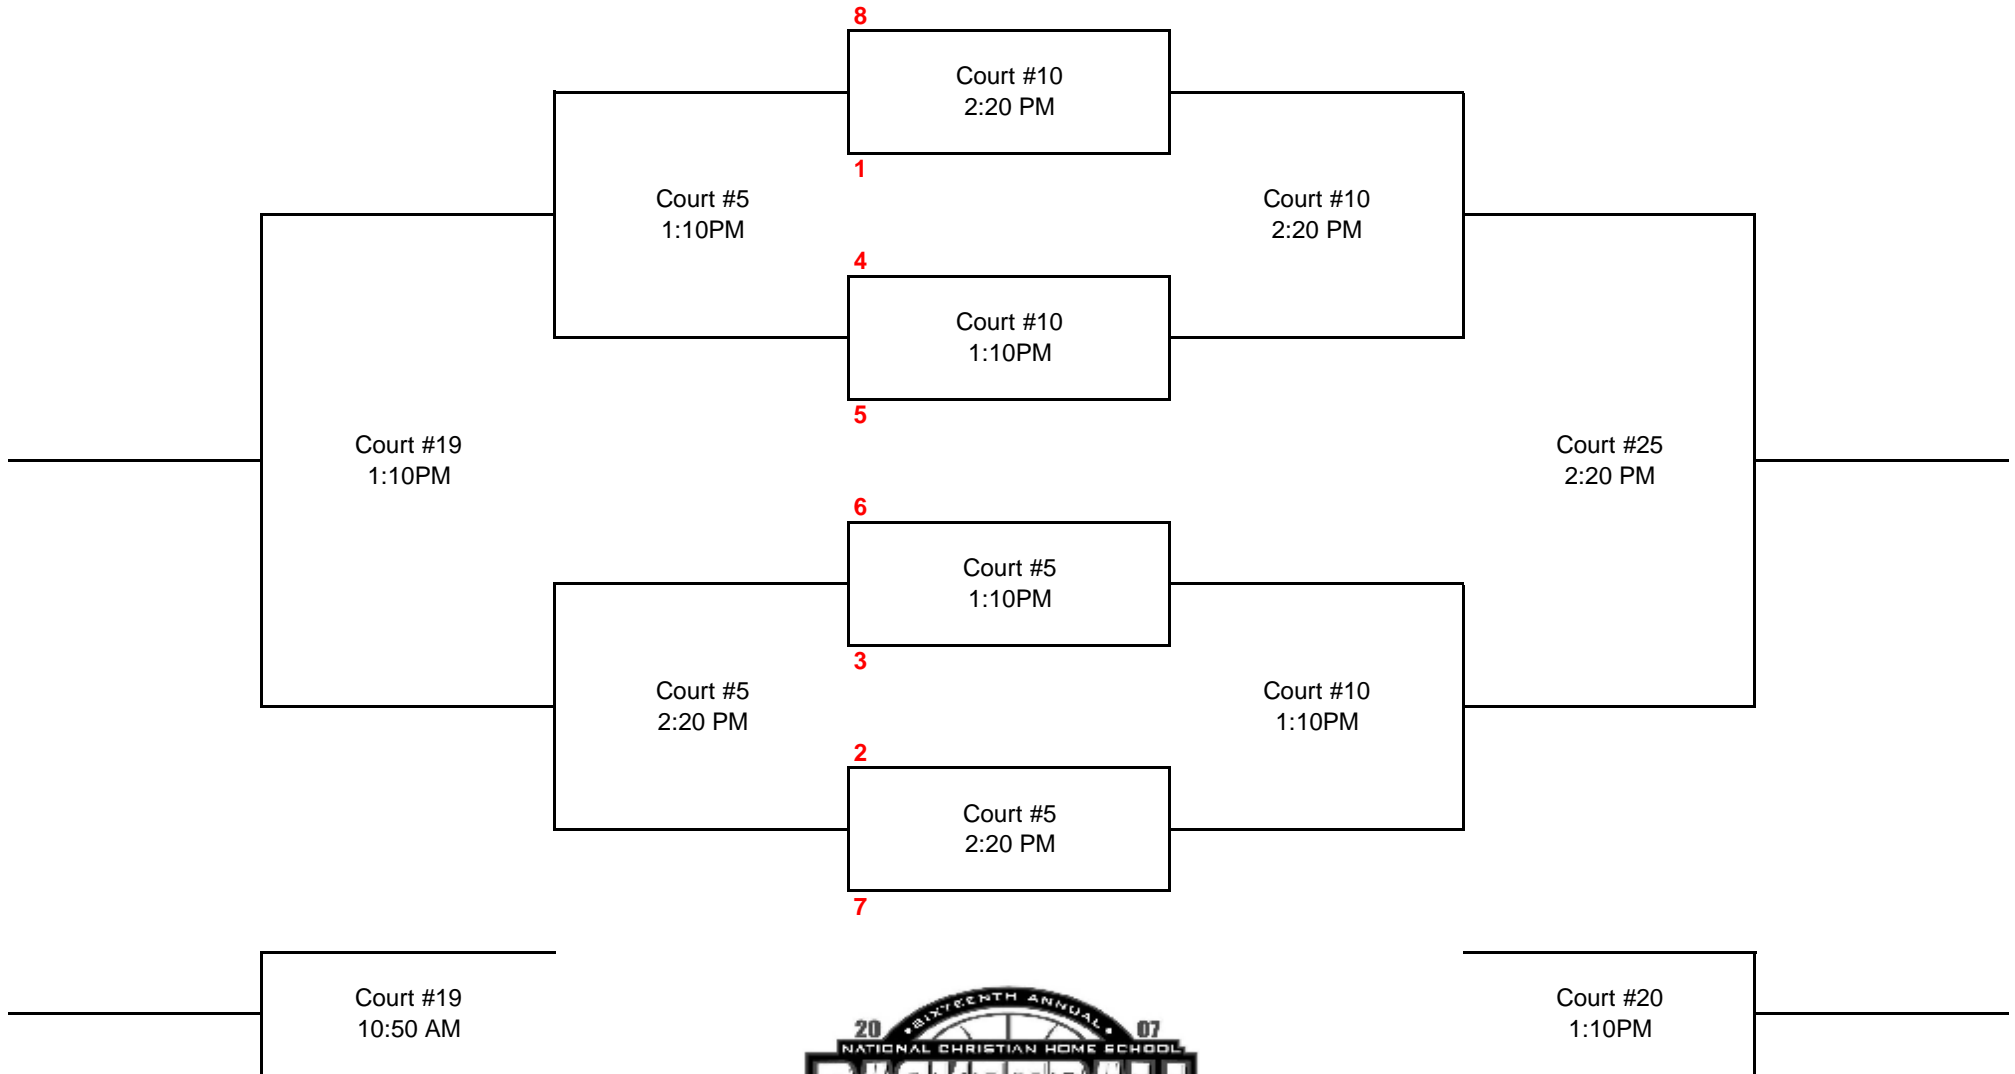 8
Court #10
2:20 PM
1
Court #5
1:10PM
Court #10
2:20 PM
4
Court #10
1:10PM
5
Court #19
1:10PM
Court #25
2:20 PM
6
Court #5
1:10PM
3
Court #5
2:20 PM
Court #10
1:10PM
2
Court #5
2:20 PM
7
Court #19
10:50 AM
Court #20
1:10PM
SIXTEENTH ANNUAL
20 07
NATIONAL CHRISTIAN HOME SCHOOL